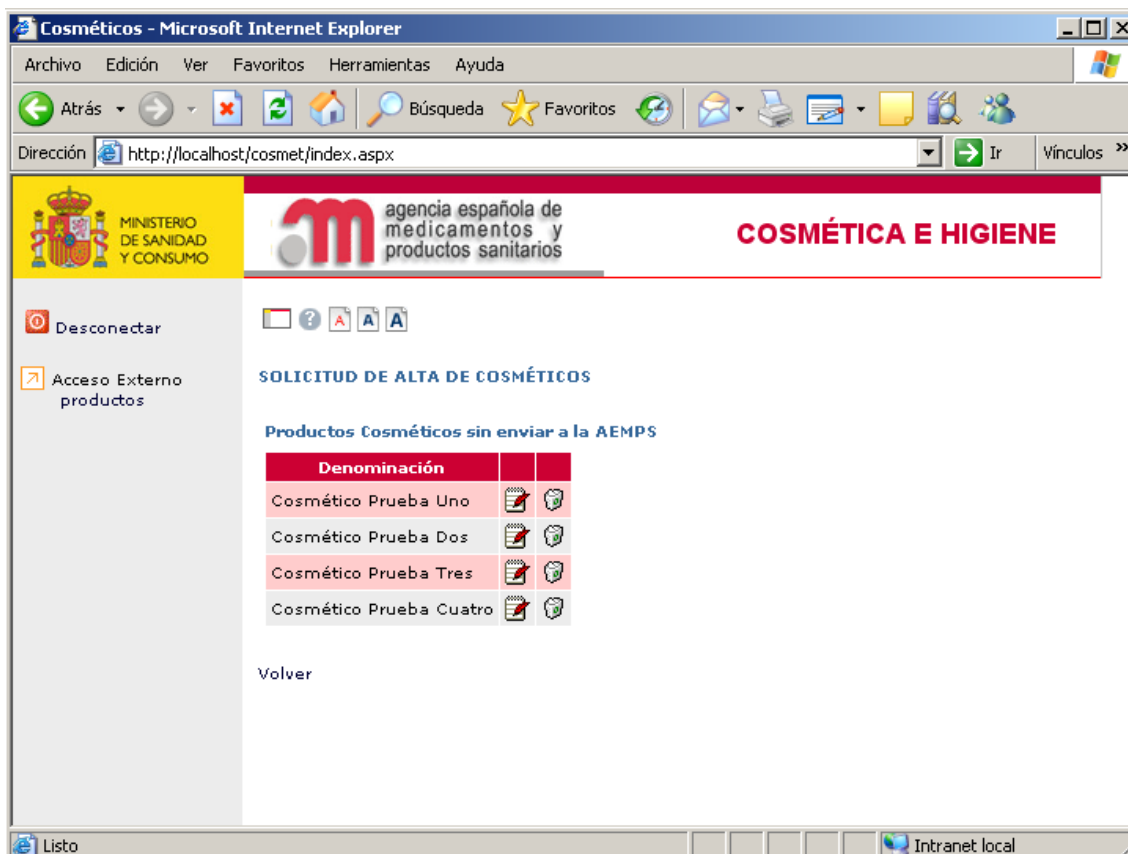 Cosméticos - Microsoft Internet Explorer
Archivo Edición Ver Favoritos Herramientas Ayuda
Atrás Búsqueda Favoritos
Dirección http://localhost/cosmet/index.aspx Ir Vínculos »
MINISTERIO
DE SANIDAD
Y CONSUMO
agencia española de
medicamentos y
productos sanitarios
COSMÉTICA E HIGIENE
Desconectar
Acceso Externo
productos
? A A A
SOLICITUD DE ALTA DE COSMÉTICOS
Productos Cosméticos sin enviar a la AEMPS
Denominación
Cosmético Prueba Uno
Cosmético Prueba Dos
Cosmético Prueba Tres
Cosmético Prueba Cuatro
Volver
Listo Intranet local